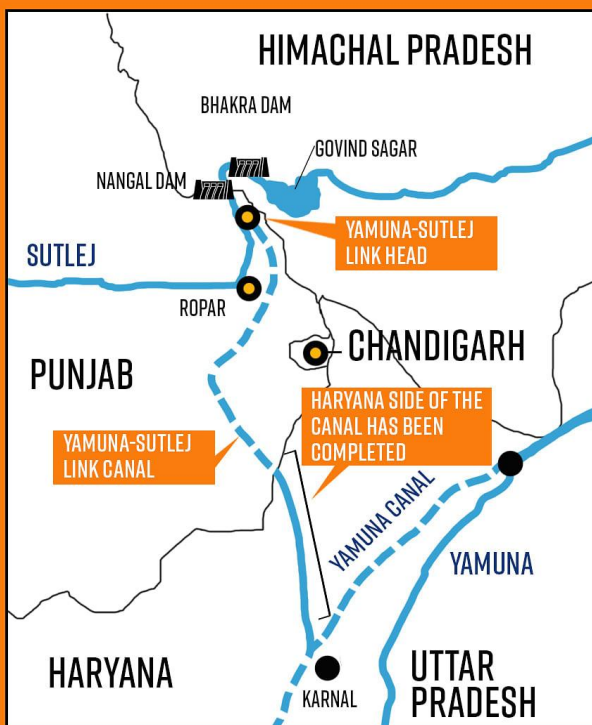 HIMACHAL PRADESH
BHAKRA DAM
GOVIND SAGAR
NANGAL DAM
YAMUNA-SUTLEJ
LINK HEAD
SUTLEJ
ROPAR
CHANDIGARH
PUNJAB
HARYANA SIDE OF THE
CANAL HAS BEEN
COMPLETED
YAMUNA-SUTLEJ
LINK CANAL
YAMUNA CANAL
YAMUNA
HARYANA
KARNAL
UTTAR
PRADESH